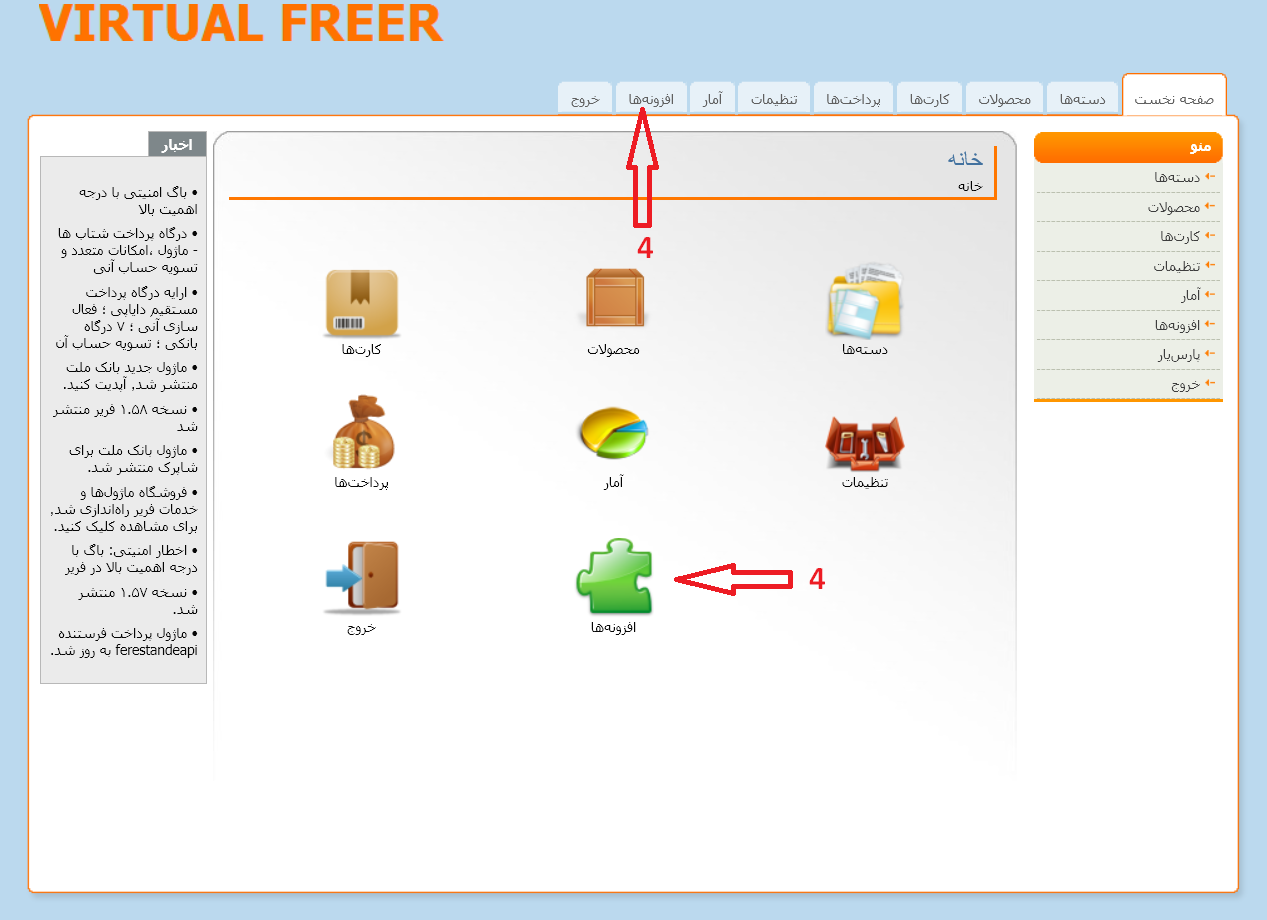 VIRTUAL FREER
صفحه نخست
دسته‌ها
محصولات
کارت‌ها
پرداخت‌ها
تنظیمات
آمار
افزونه‌ها
خروج
منو
دسته‌ها
محصولات
کارت‌ها
تنظیمات
آمار
افزونه‌ها
پارس‌یار
خروج
خانه
خانه
4
دسته‌ها
محصولات
کارت‌ها
تنظیمات
آمار
پرداخت‌ها
افزونه‌ها
4
خروج
اخبار
• باگ امنیتی با درجه
اهمیت بالا
• درگاه پرداخت شتاب ها
- ماژول ،امکانات متعدد و
تسویه حساب آنی
• ارایه درگاه پرداخت
مستقیم دایاپی ؛ فعال
سازی آنی ؛ ۷ درگاه
بانکی ؛ تسویه حساب آن
• ماژول جدید بانک ملت
منتشر شد, آپدیت کنید.
• نسخه ۱.۵۸ فریر منتشر
شد
• ماژول بانک ملت برای
شاپرک منتشر شد.
• فروشگاه ماژول‌ها و
خدمات فریر راه‌اندازی شد,
برای مشاهده کلیک کنید.
• اخطار امنیتی: باگ با
درجه اهمیت بالا در فریر
• نسخه ۱.۵۷ منتشر
شد.
• ماژول پرداخت فرستنده
ferestandeapi به روز شد.